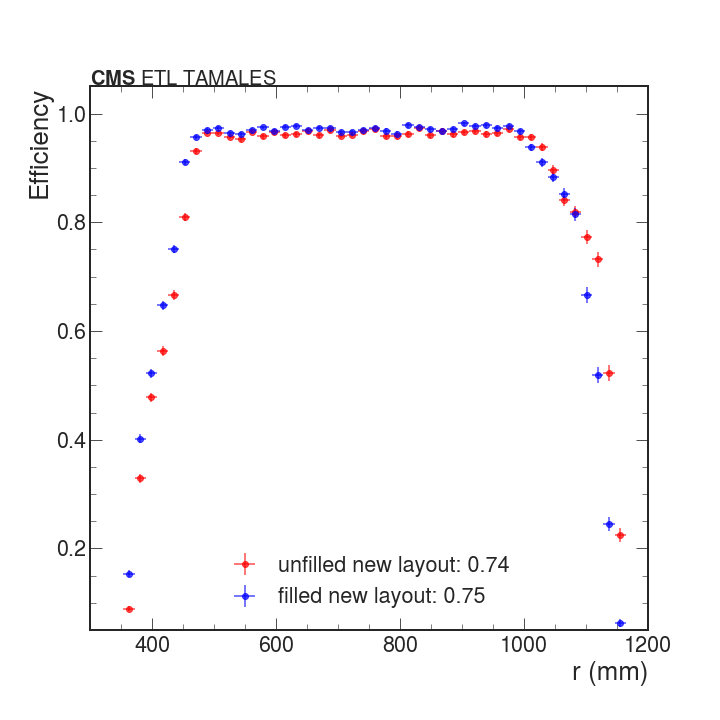 CMS ETL TAMALES
Efficiency
1.0
0.8
0.6
0.4
0.2
unfilled new layout: 0.74
filled new layout: 0.75
400 600 800 1000 1200
r (mm)